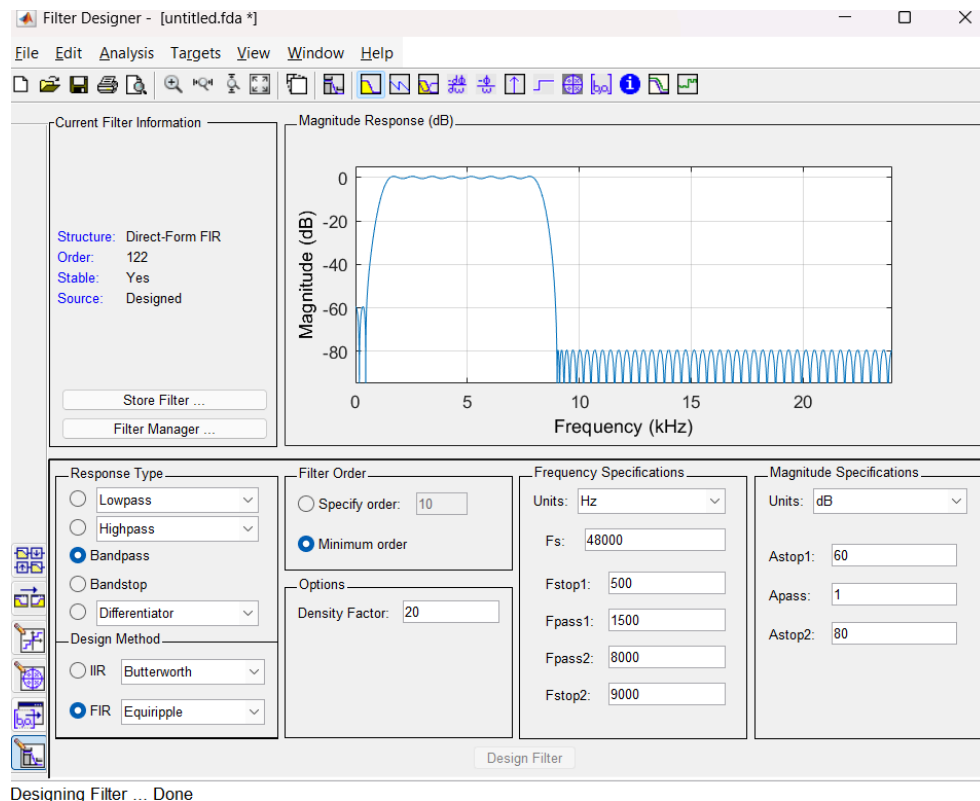 Filter Designer - [untitled.fda *]
File Edit Analysis Targets View Window Help
Current Filter Information
Structure: Direct-Form FIR
Order: 122
Stable: Yes
Source: Designed
Store Filter ...
Filter Manager ...
Magnitude Response (dB)
Magnitude (dB)
0
-20
-40
-60
-80
0 5 10 15 20
Frequency (kHz)
Response Type
Lowpass
Highpass
Bandpass
Bandstop
Differentiator
Design Method
IIR Butterworth
FIR Equiripple
Filter Order
Specify order: 10
Minimum order
Options
Density Factor: 20
Frequency Specifications
Units: Hz
Fs: 48000
Fstop1: 500
Fpass1: 1500
Fpass2: 8000
Fstop2: 9000
Magnitude Specifications
Units: dB
Astop1: 60
Apass: 1
Astop2: 80
Design Filter
Designing Filter ... Done